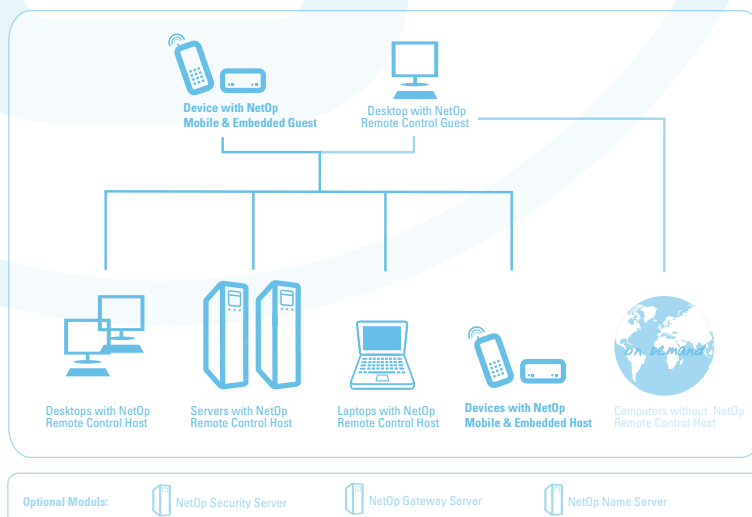 Device with NetOp
Mobile & Embedded Guest
Desktop with NetOp
Remote Control Guest
on demand
Desktops with NetOp
Remote Control Host
Servers with NetOp
Remote Control Host
Laptops with NetOp
Remote Control Host
Devices with NetOp
Mobile & Embedded Host
Computers without NetOp
Remote Control Host
Optional Moduls:
NetOp Security Server
NetOp Gateway Server
NetOp Name Server